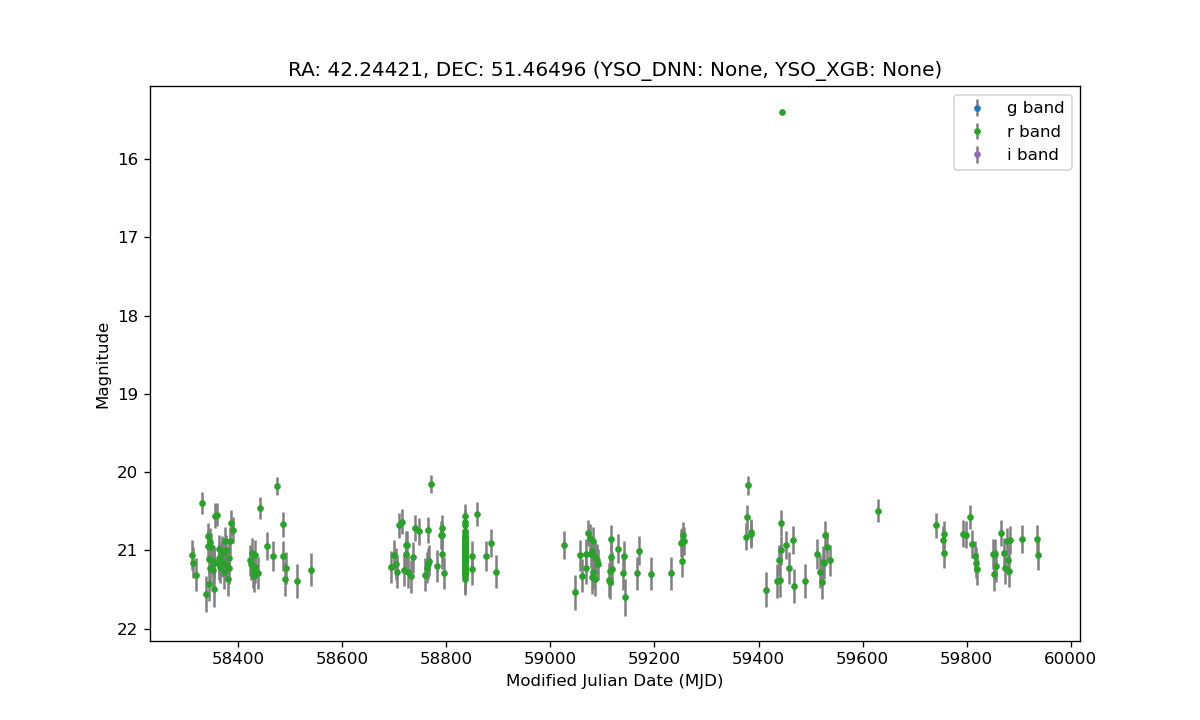 RA: 42.24421, DEC: 51.46496 (YSO_DNN: None, YSO_XGB: None)
g band
r band
i band
16
17
18
19
20
21
22
Magnitude
58400 58600 58800 59000 59200 59400 59600 59800 60000
Modified Julian Date (MJD)